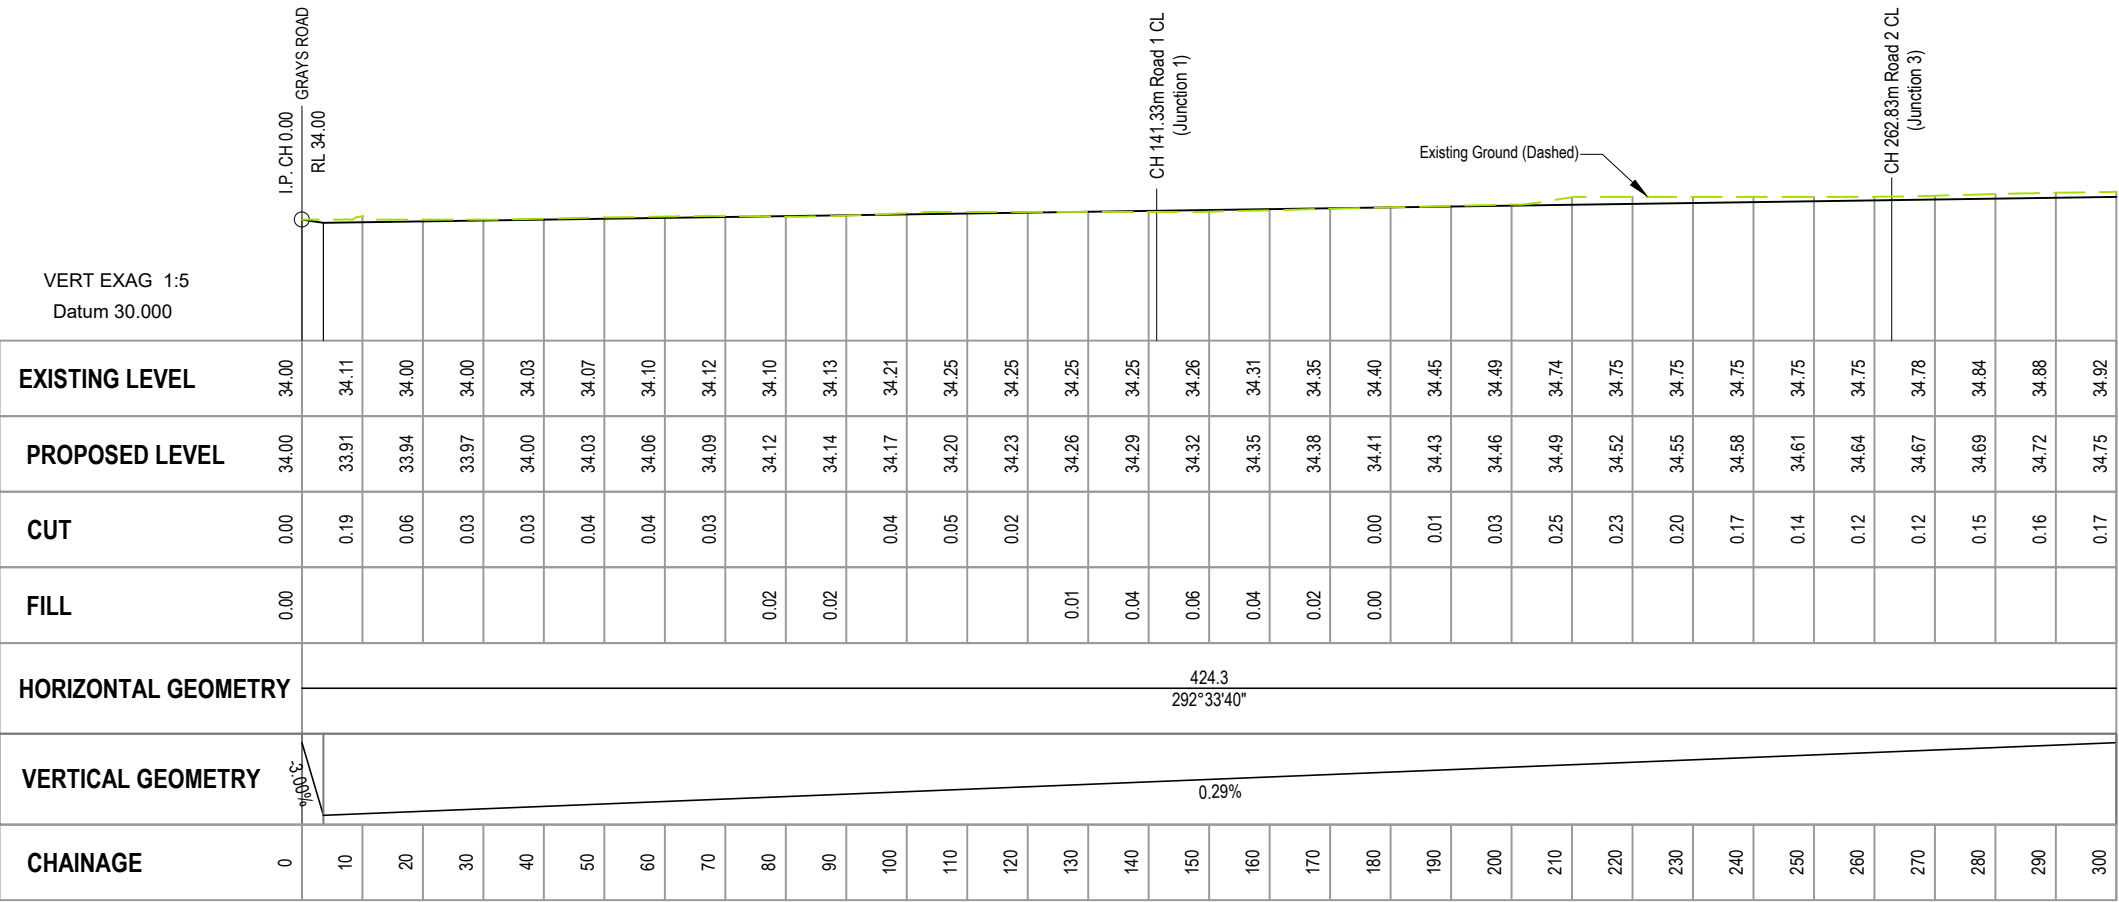 I.P. CH 0.00
GRAYS ROAD
RL 34.00
CH 141.33m Road 1 CL
(Junction 1)
Existing Ground (Dashed)
CH 262.83m Road 2 CL
(Junction 3)
VERT EXAG 1:5
Datum 30.000
EXISTING LEVEL 34.00 34.11 34.00 34.00 34.03 34.07 34.10 34.12 34.10 34.13 34.21 34.25 34.25 34.25 34.25 34.26 34.31 34.35 34.40 34.45 34.49 34.74 34.75 34.75 34.75 34.75 34.75 34.78 34.84 34.88 34.92
PROPOSED LEVEL 34.00 33.91 33.94 33.97 34.00 34.03 34.06 34.09 34.12 34.14 34.17 34.20 34.23 34.26 34.29 34.32 34.35 34.38 34.41 34.43 34.46 34.49 34.52 34.55 34.58 34.61 34.64 34.67 34.69 34.72 34.75
CUT 0.00 0.19 0.06 0.03 0.03 0.04 0.04 0.03 0.04 0.05 0.02 0.00 0.01 0.03 0.25 0.23 0.20 0.17 0.14 0.12 0.12 0.15 0.16 0.17
FILL 0.00 0.02 0.02 0.01 0.04 0.06 0.04 0.02 0.00
HORIZONTAL GEOMETRY
424.3
292°33'40"
VERTICAL GEOMETRY
-3.00%
0.29%
CHAINAGE 0 10 20 30 40 50 60 70 80 90 100 110 120 130 140 150 160 170 180 190 200 210 220 230 240 250 260 270 280 290 300